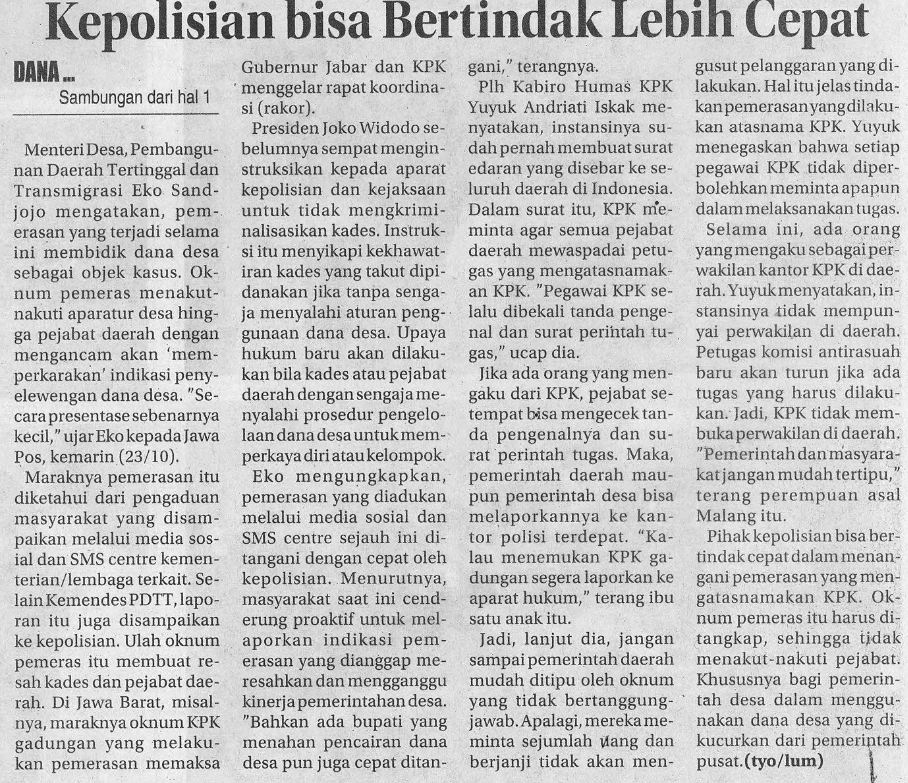 Kepolisian bisa Bertindak Lebih Cepat
DANA...
Sambungan dari hal 1
Menteri Desa, Pembangu-
nan Daerah Tertinggal dan
Transmigrasi Eko Sand-
jojo mengatakan, pem-
erasan yang terjadi selama
ini membidik dana desa
sebagai objek kasus. Ok-
num pemeras menakut-
nakuti aparatur desa hing-
ga pejabat daerah dengan
mengancam akan 'mem-
perkarakan' indikasi peny-
elewengan dana desa. "Se-
cara presentase sebenarnya
kecil," ujar Eko kepada Jawa
Pos, kemarin (23/10).
Maraknya pemerasan itu
diketahui dari pengaduan
masyarakat yang disam-
paikan melalui media sos-
ial dan SMS centre kemen-
terian/lembaga terkait. Se-
lain Kemendes PDTT, lapo-
ran itu juga disampaikan
ke kepolisian. Ulah oknum
pemeras itu membuat re-
sah kades dan pejabat dae-
rah. Di Jawa Barat, misal-
nya, maraknya oknum KPK
gadungan yang melaku-
kan pemerasan memaksa
Gubernur Jabar dan KPK
menggelar rapat koordina-
si (rakor).
Presiden Joko Widodo se-
belumnya sempat mengin-
struksikan kepada aparat
kepolisian dan kejaksaan
untuk tidak mengkrimi-
nalisasikan kades. Instruk-
si itu menyikapi kekhawat-
iran kades yang takut dipi-
danakan jika tanpa senga-
ja menyalahi aturan peng-
gunaan dana desa. Upaya
hukum baru akan dilaku-
kan bila kades atau pejabat
daerah dengan sengaja me-
nyalahi prosedur pengelo-
laan dana desa untuk mem-
perkaya diri atau kelompok.
Eko mengungkapkan,
pemerasan yang diadukan
melalui media sosial dan
SMS centre sejauh ini di-
tangani dengan cepat oleh
kepolisian. Menurutnya,
masyarakat saat ini cend-
erung proaktif untuk mel-
aporkan indikasi pem-
erasan yang dianggap me-
resahkan dan mengganggu
kinerja pemerintahan desa.
"Bahkan ada bupati yang
menahan pencairan dana
desa pun juga cepat ditan-
gani," terangnya.
Plh Kabiro Humas KPK
Yuyuk Andriati Iskak me-
nyatakan, instansinya su-
dah pernah membuat surat
edaran yang disebar ke se-
luruh daerah di Indonesia.
Dalam surat itu, KPK me-
minta agar semua pejabat
daerah mewaspadai petu-
gas yang mengatasnamak-
an KPK. "Pegawai KPK se-
lalu dibekali tanda penge-
nal dan surat perintah tu-
gas," ucap dia.
Jika ada orang yang men-
gaku dari KPK, pejabat se-
tempat bisa mengecek tan-
da pengenalnya dan su-
rat perintah tugas. Maka,
pemerintah daerah mau-
pun pemerintah desa bisa
melaporkannya ke kan-
tor polisi terdepat. "Ka-
lau menemukan KPK ga-
dungan segera laporkan ke
aparat hukum," terang ibu
satu anak itu.
Jadi, lanjut dia, jangan
sampai pemerintah daerah
mudah ditipu oleh oknum
yang tidak bertanggung-
jawab. Apalagi, mereka me-
minta sejumlah uang dan
berjanji tidak akan men-
gusut pelanggaran yang di-
lakukan. Hal itu jelas tinda-
kan pemerasan yang dilaku-
kan atasnama KPK. Yuyuk
menegaskan bahwa setiap
pegawai KPK tidak diper-
bolehkan meminta apapun
dalam melaksanakan tugas.
Selama ini, ada orang
yang mengaku sebagai per-
wakilan kantor KPK di dae-
rah. Yuyuk menyatakan, in-
stansinya tidak mempun-
yai perwakilan di daerah.
Petugas komisi antirasuah
baru akan turun jika ada
tugas yang harus dilaku-
kan. Jadi, KPK tidak mem-
buka perwakilan di daerah.
"Pemerintah dan masyara-
kat jangan mudah tertipu,"
terang perempuan asal
Malang itu.
Pihak kepolisian bisa ber-
tindak cepat dalam menan-
gani pemerasan yang men-
gatasnamakan KPK. Ok-
num pemeras itu harus di-
tangkap, sehingga tidak
menakut-nakuti pejabat.
Khususnya bagi pemerin-
tah desa dalam menggu-
nakan dana desa yang di-
kucurkan dari pemerintah
pusat.(tyo/lum)